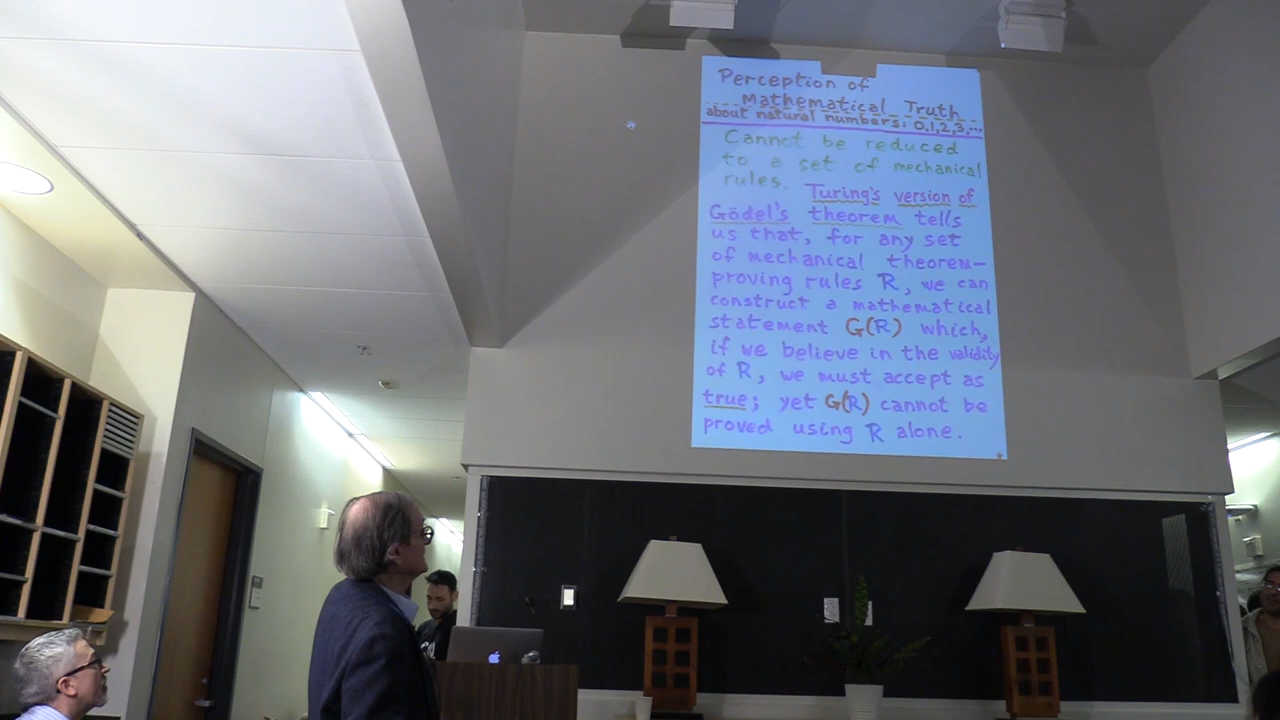 Perception of
Mathematical Truth
about natural numbers: 0,1,2,3,...
Cannot be reduced
to a set of mechanical
rules. Turing's version of
Gödel's theorem tells
us that, for any set
of mechanical theorem-
proving rules R, we can
construct a mathematical
statement G(R) which,
if we believe in the validity
of R, we must accept as
true; yet G(R) cannot be
proved using R alone.